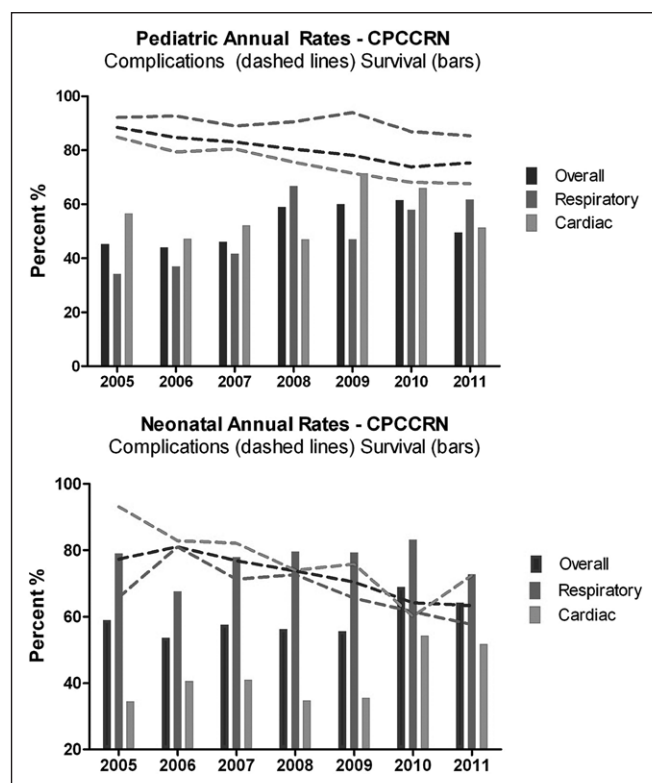 Pediatric Annual Rates - CPCCRN
Complications (dashed lines) Survival (bars)
100
80
60
40
20
0
Percent %
2005 2006 2007 2008 2009 2010 2011
Overall
Respiratory
Cardiac
Neonatal Annual Rates - CPCCRN
Complications (dashed lines) Survival (bars)
100
80
60
40
20
Percent %
2005 2006 2007 2008 2009 2010 2011
Overall
Respiratory
Cardiac